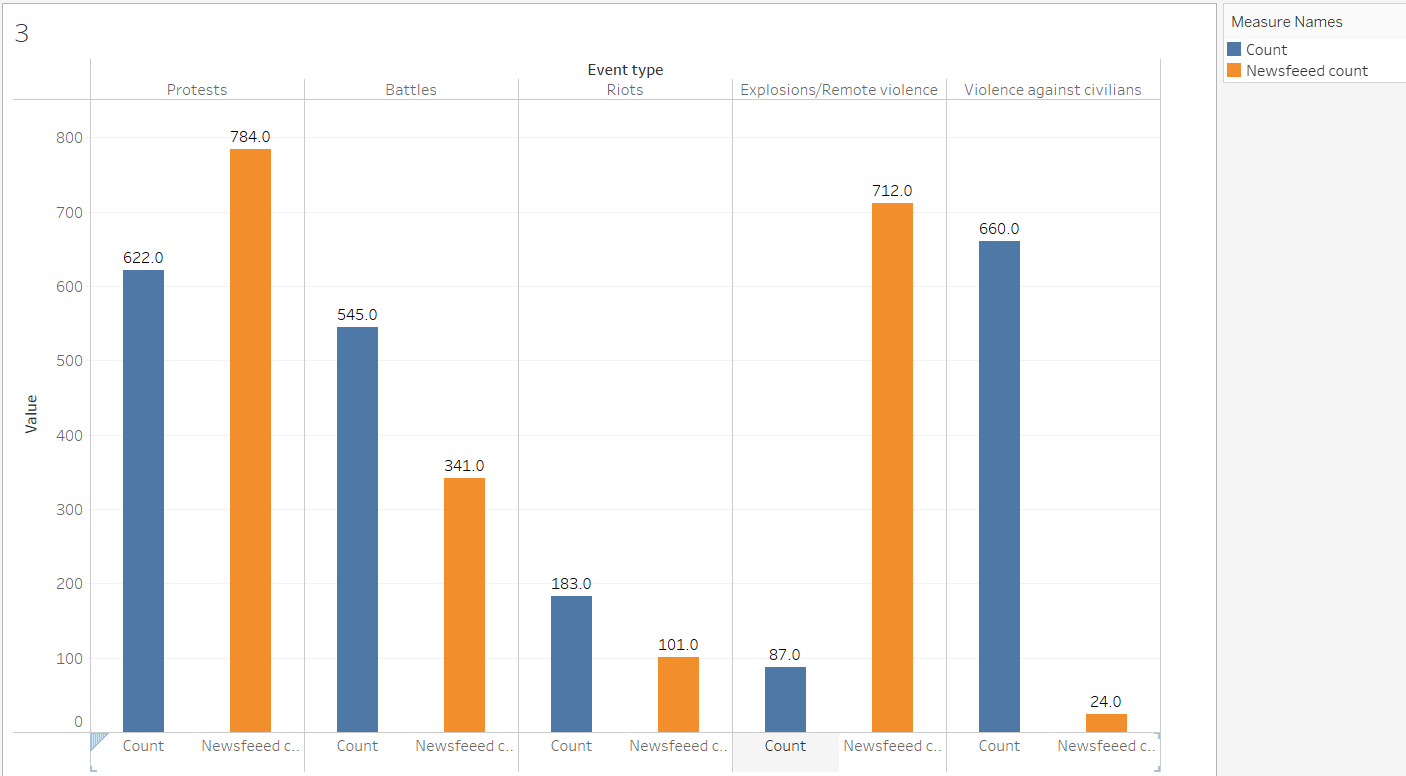 3
Measure Names
Count
Newsfeeed count
Event type
Protests Battles Riots Explosions/Remote violence Violence against civilians
800
700
600
500
400
300
200
100
0
Value
622.0
784.0
545.0
341.0
183.0
101.0
87.0
712.0
660.0
24.0
Count Newsfeeed c.. Count Newsfeeed c.. Count Newsfeeed c.. Count Newsfeeed c.. Count Newsfeeed c..